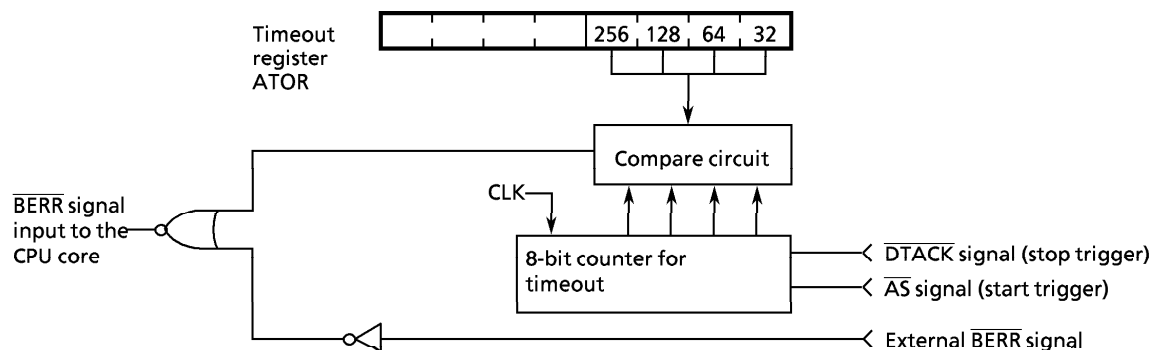 Timeout
register
ATOR
256 128 64 32
Compare circuit
CLK
BERR signal
input to the
CPU core
8-bit counter for
timeout
DTACK signal (stop trigger)
AS signal (start trigger)
External BERR signal